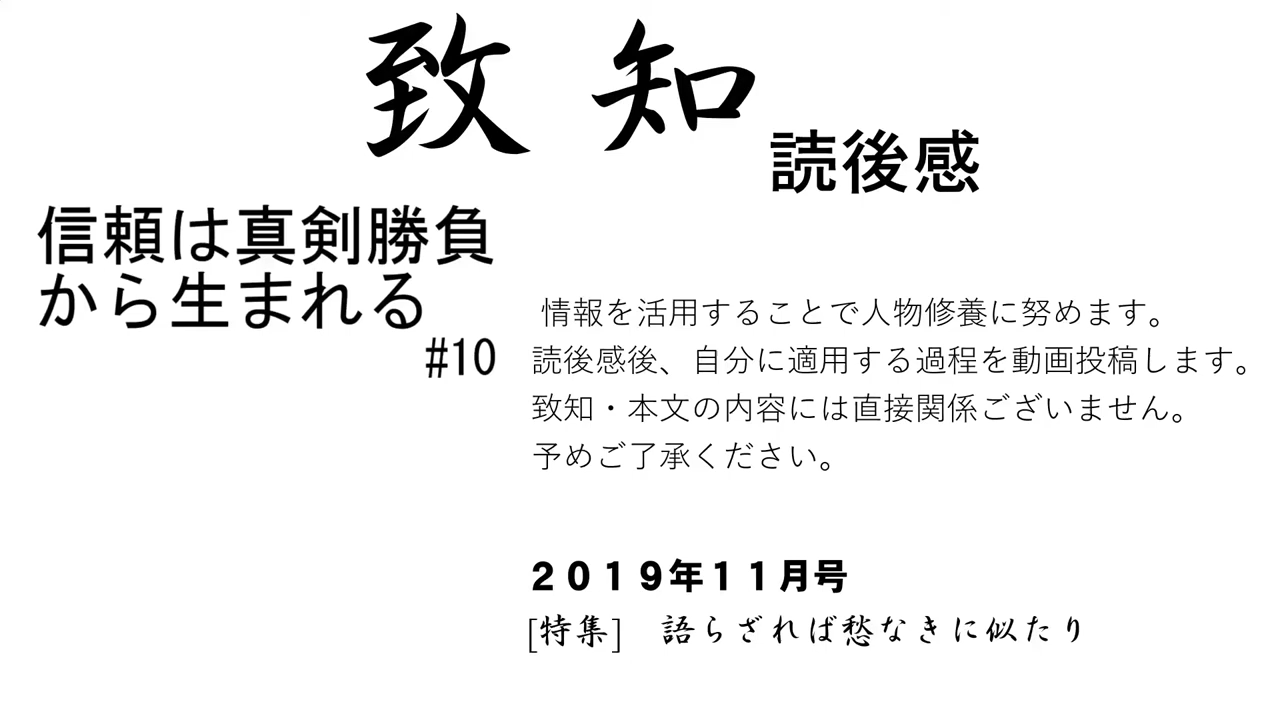 致知
読後感
信頼は真剣勝負
から生まれる
#10
情報を活用することで人物修養に努めます。
読後感後、自分に適用する過程を動画投稿します。
致知・本文の内容には直接関係ございません。
予めご了承ください。
２０１９年１１月号
[特集]　語らざれば愁なきに似たり